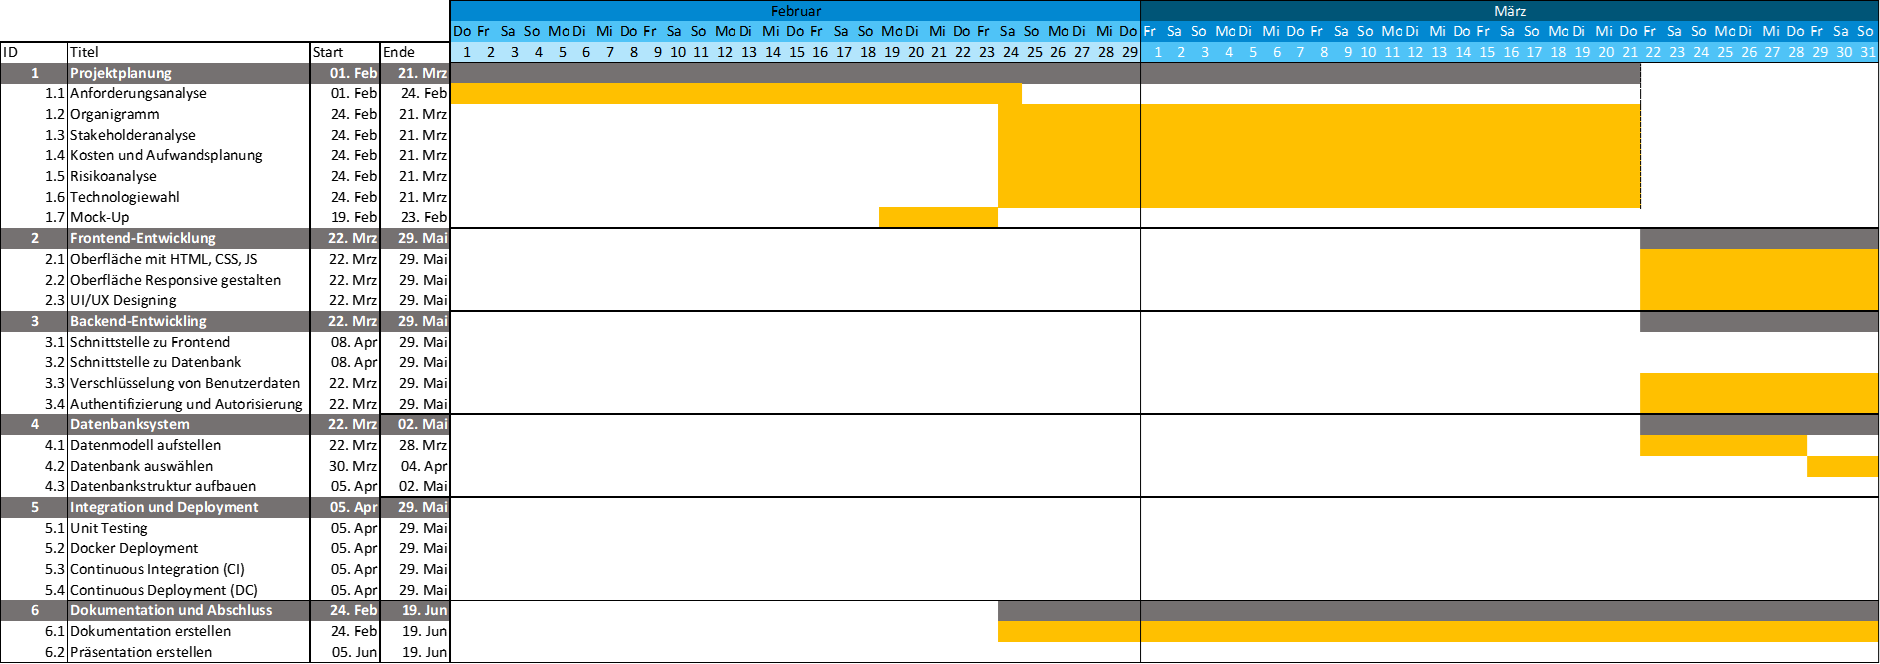 Februar März
Do Fr Sa So Mo Di Mi Do Fr Sa So Mo Di Mi Do Fr Sa So Mo Di Mi Do Fr Sa So Mo Di Mi Do Fr Sa So Mo Di Mi Do Fr Sa So Mo Di Mi Do Fr Sa So Mo Di Mi Do Fr Sa So Mo Di Mi Do Fr Sa So
ID Titel Start Ende 1 2 3 4 5 6 7 8 9 10 11 12 13 14 15 16 17 18 19 20 21 22 23 24 25 26 27 28 29 1 2 3 4 5 6 7 8 9 10 11 12 13 14 15 16 17 18 19 20 21 22 23 24 25 26 27 28 29 30 31
1 Projektplanung 01. Feb 21. Mrz
1.1 Anforderungsanalyse 01. Feb 24. Feb
1.2 Organigramm 24. Feb 21. Mrz
1.3 Stakeholderanalyse 24. Feb 21. Mrz
1.4 Kosten und Aufwandsplanung 24. Feb 21. Mrz
1.5 Risikoanalyse 24. Feb 21. Mrz
1.6 Technologiewahl 24. Feb 21. Mrz
1.7 Mock-Up 19. Feb 23. Feb
2 Frontend-Entwicklung 22. Mrz 29. Mai
2.1 Oberfläche mit HTML, CSS, JS 22. Mrz 29. Mai
2.2 Oberfläche Responsive gestalten 22. Mrz 29. Mai
2.3 UI/UX Designing 22. Mrz 29. Mai
3 Backend-Entwickling 22. Mrz 29. Mai
3.1 Schnittstelle zu Frontend 08. Apr 29. Mai
3.2 Schnittstelle zu Datenbank 08. Apr 29. Mai
3.3 Verschlüsselung von Benutzerdaten 22. Mrz 29. Mai
3.4 Authentifizierung und Autorisierung 22. Mrz 29. Mai
4 Datenbanksystem 22. Mrz 02. Mai
4.1 Datenmodell aufstellen 22. Mrz 28. Mrz
4.2 Datenbank auswählen 30. Mrz 04. Apr
4.3 Datenbankstruktur aufbauen 05. Apr 02. Mai
5 Integration und Deployment 05. Apr 29. Mai
5.1 Unit Testing 05. Apr 29. Mai
5.2 Docker Deployment 05. Apr 29. Mai
5.3 Continuous Integration (CI) 05. Apr 29. Mai
5.4 Continuous Deployment (DC) 05. Apr 29. Mai
6 Dokumentation und Abschluss 24. Feb 19. Jun
6.1 Dokumentation erstellen 24. Feb 19. Jun
6.2 Präsentation erstellen 05. Jun 19. Jun